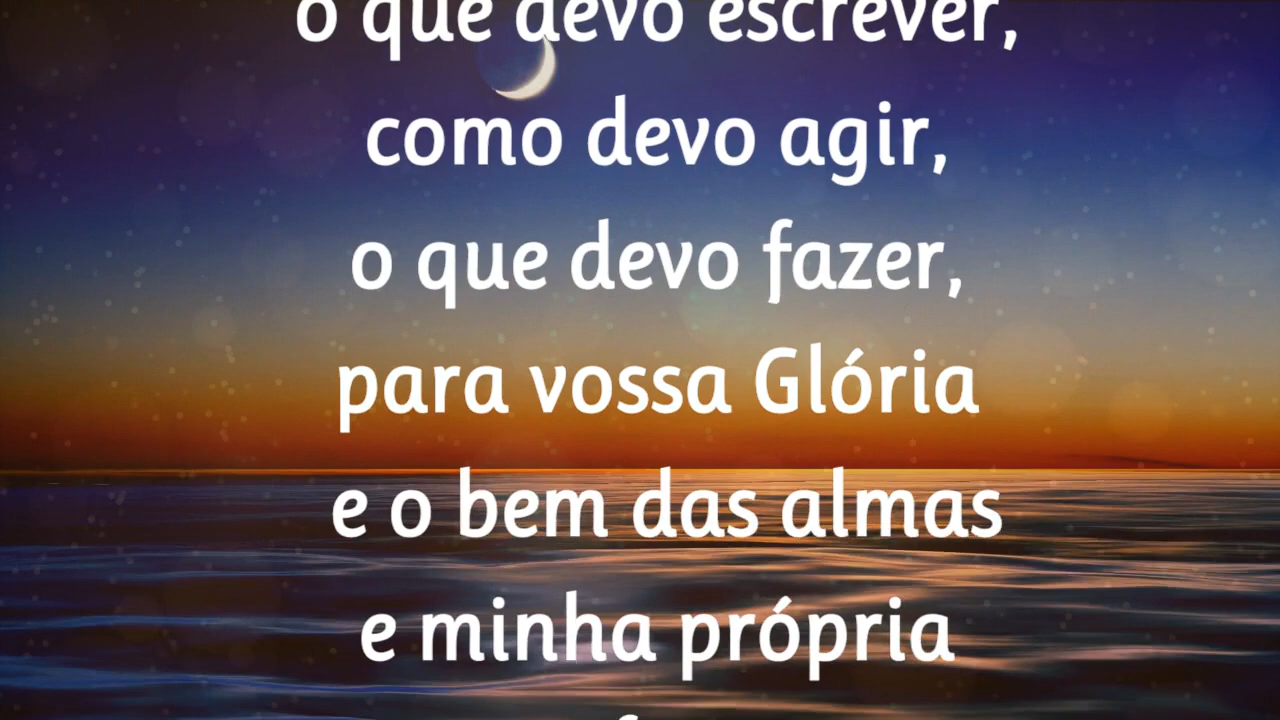 o que devo escrever,
como devo agir,
o que devo fazer,
para vossa Glória
e o bem das almas
e minha própria